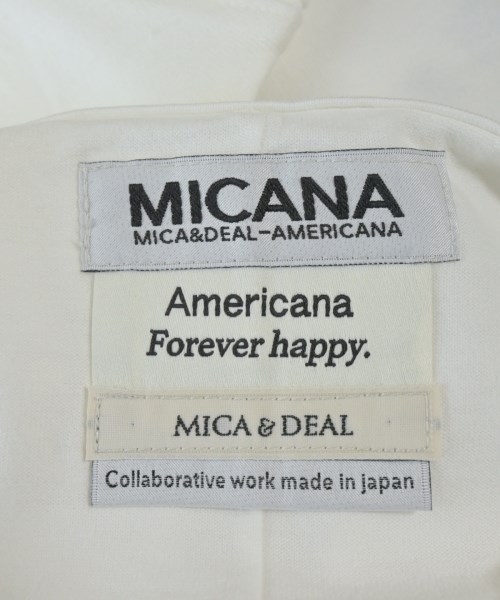 MICANA
MICA&DEAL-AMERICANA
Americana
Forever happy.
MICA & DEAL
Collaborative work made in japan